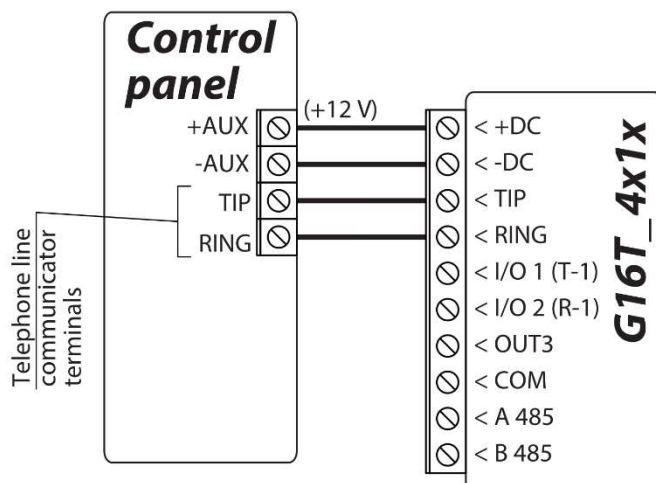 Control
panel
(+12 V)
+AUX
-AUX
TIP
RING
Telephone line
communicator
terminals
< +DC
< -DC
< TIP
< RING
< I/O 1 (T-1)
< I/O 2 (R-1)
< OUT3
< COM
< A 485
< B 485
G16T_4x1x